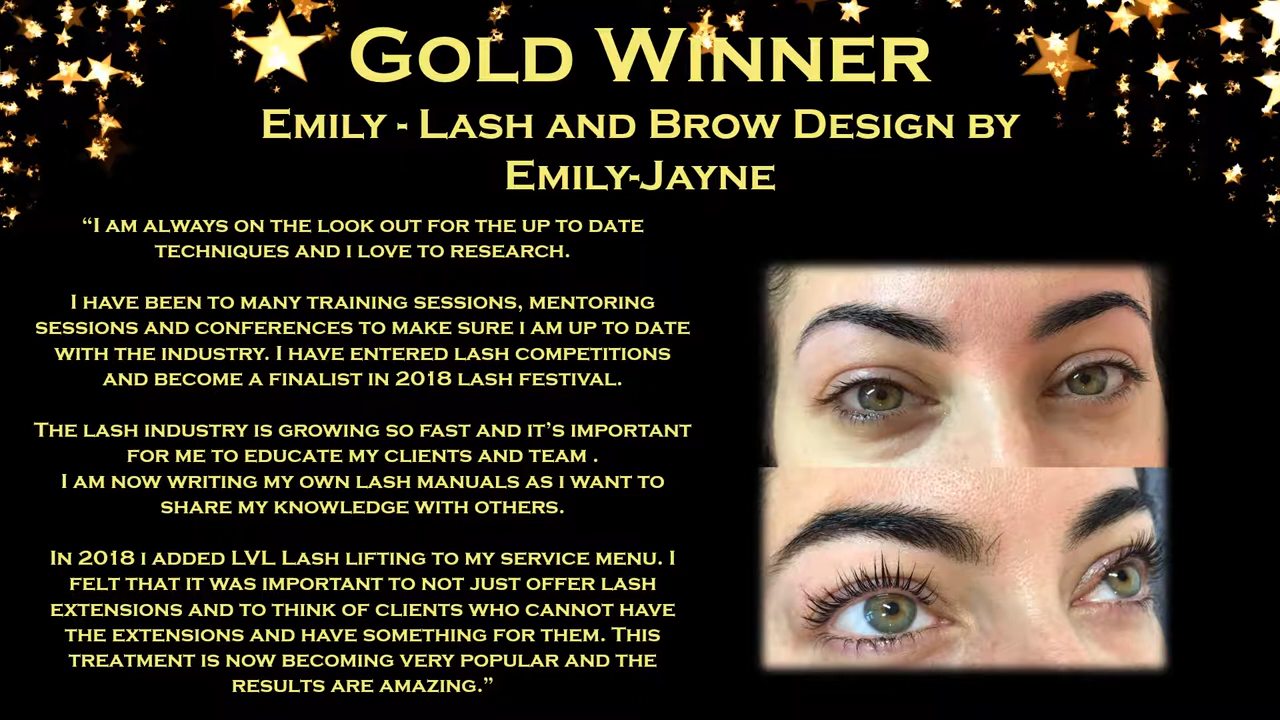 Gold Winner
Emily - Lash and Brow Design by
Emily-Jayne
“I am always on the look out for the up to date
techniques and i love to research.
I have been to many training sessions, mentoring
sessions and conferences to make sure i am up to date
with the industry. I have entered lash competitions
and become a finalist in 2018 lash festival.
The lash industry is growing so fast and it’s important
for me to educate my clients and team .
I am now writing my own lash manuals as i want to
share my knowledge with others.
In 2018 i added LVL Lash lifting to my service menu. I
felt that it was important to not just offer lash
extensions and to think of clients who cannot have
the extensions and have something for them. This
treatment is now becoming very popular and the
results are amazing.”